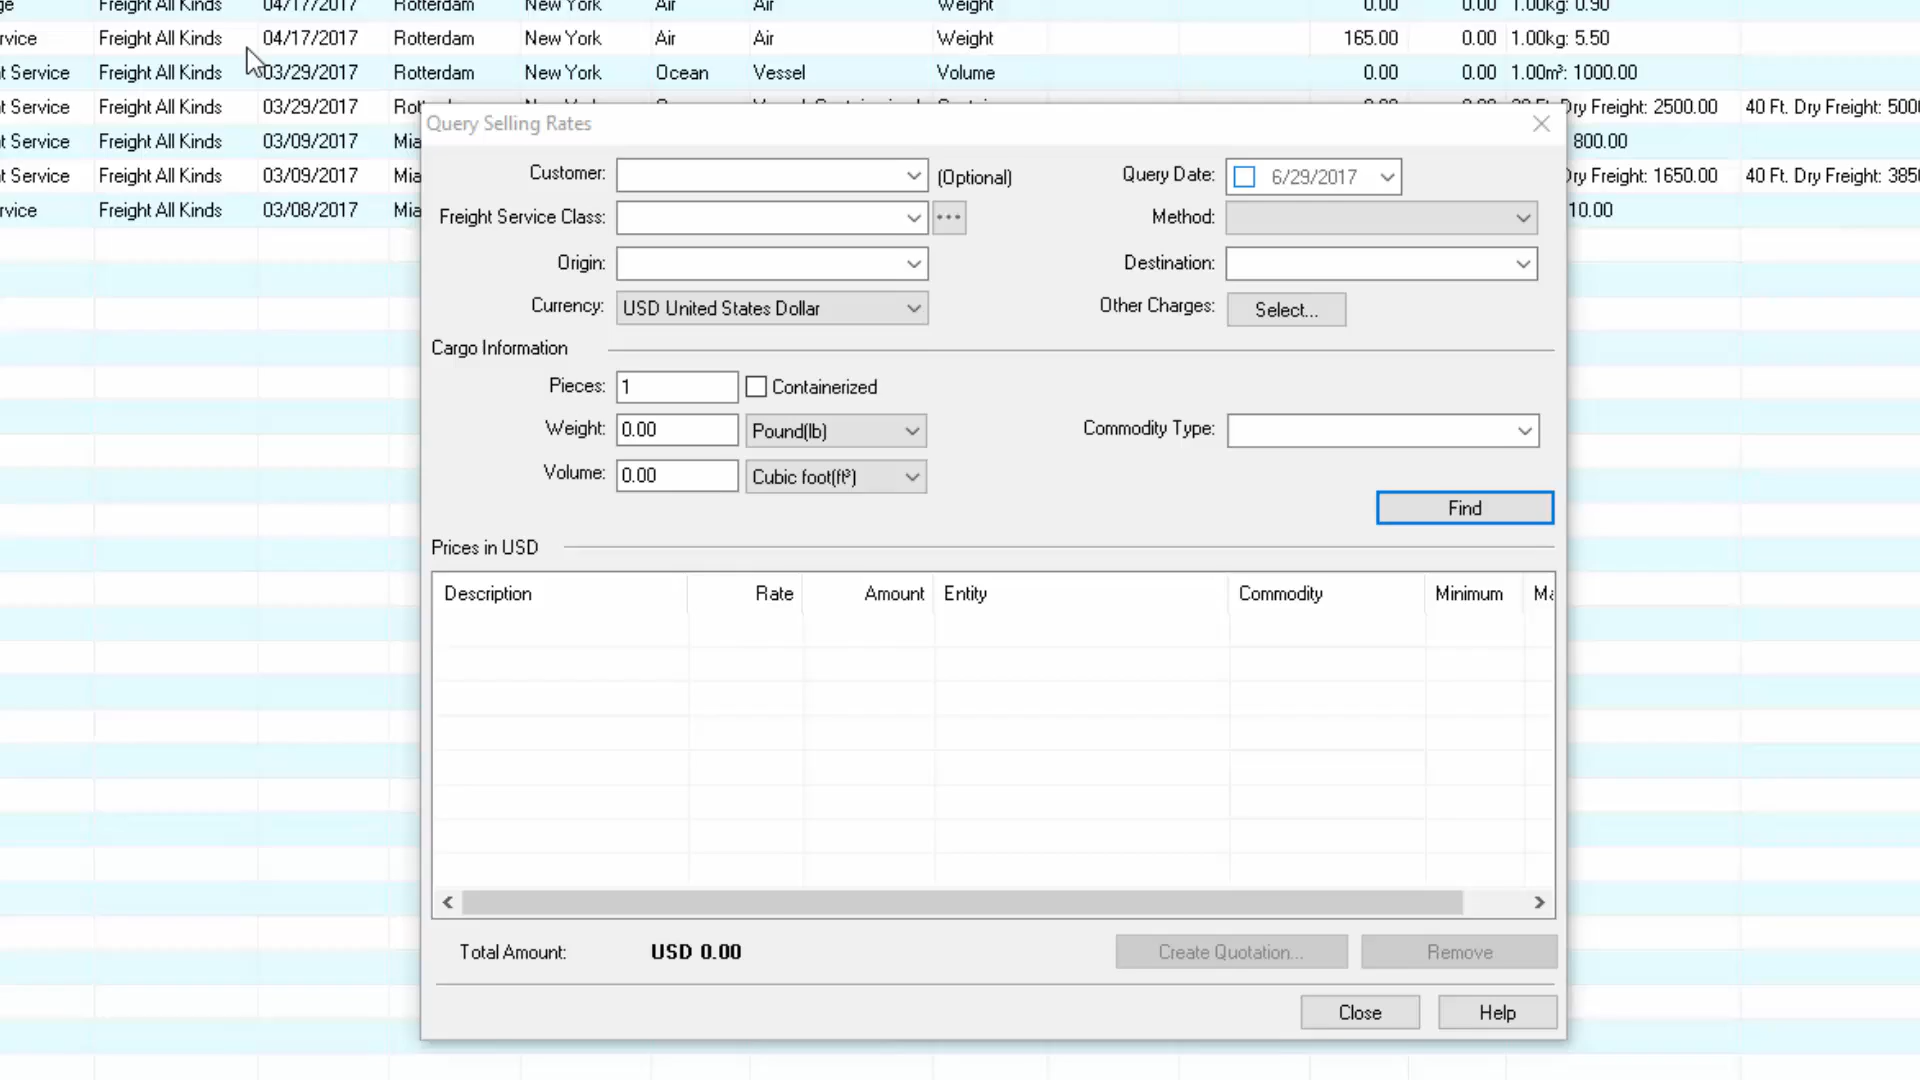 Freight All Kinds 04/17/2017 Rotterdam New York Air Air Weight 0.00 0.00 1.00kg: 0.90
rvice Freight All Kinds 04/17/2017 Rotterdam New York Air Air Weight 165.00 0.00 1.00kg: 5.50
t Service Freight All Kinds 03/29/2017 Rotterdam New York Ocean Vessel Volume 0.00 0.00 1.00m³: 1000.00
t Service Freight All Kinds 03/29/2017 Dry Freight: 2500.00 40 Ft. Dry Freight: 500
t Service Freight All Kinds 03/09/2017 Mia 800.00
t Service Freight All Kinds 03/09/2017 Mia Dry Freight: 1650.00 40 Ft. Dry Freight: 385
rvice Freight All Kinds 03/08/2017 Mia 10.00
Query Selling Rates
Customer: (Optional) Query Date: 6/29/2017
Freight Service Class: ... Method:
Origin: Destination:
Currency: USD United States Dollar Other Charges: Select...
Cargo Information
Pieces: 1 Containerized
Weight: 0.00 Pound(lb) Commodity Type:
Volume: 0.00 Cubic foot(ft³)
Find
Prices in USD
Description Rate Amount Entity Commodity Minimum Ma
Total Amount: USD 0.00 Create Quotation... Remove
Close Help